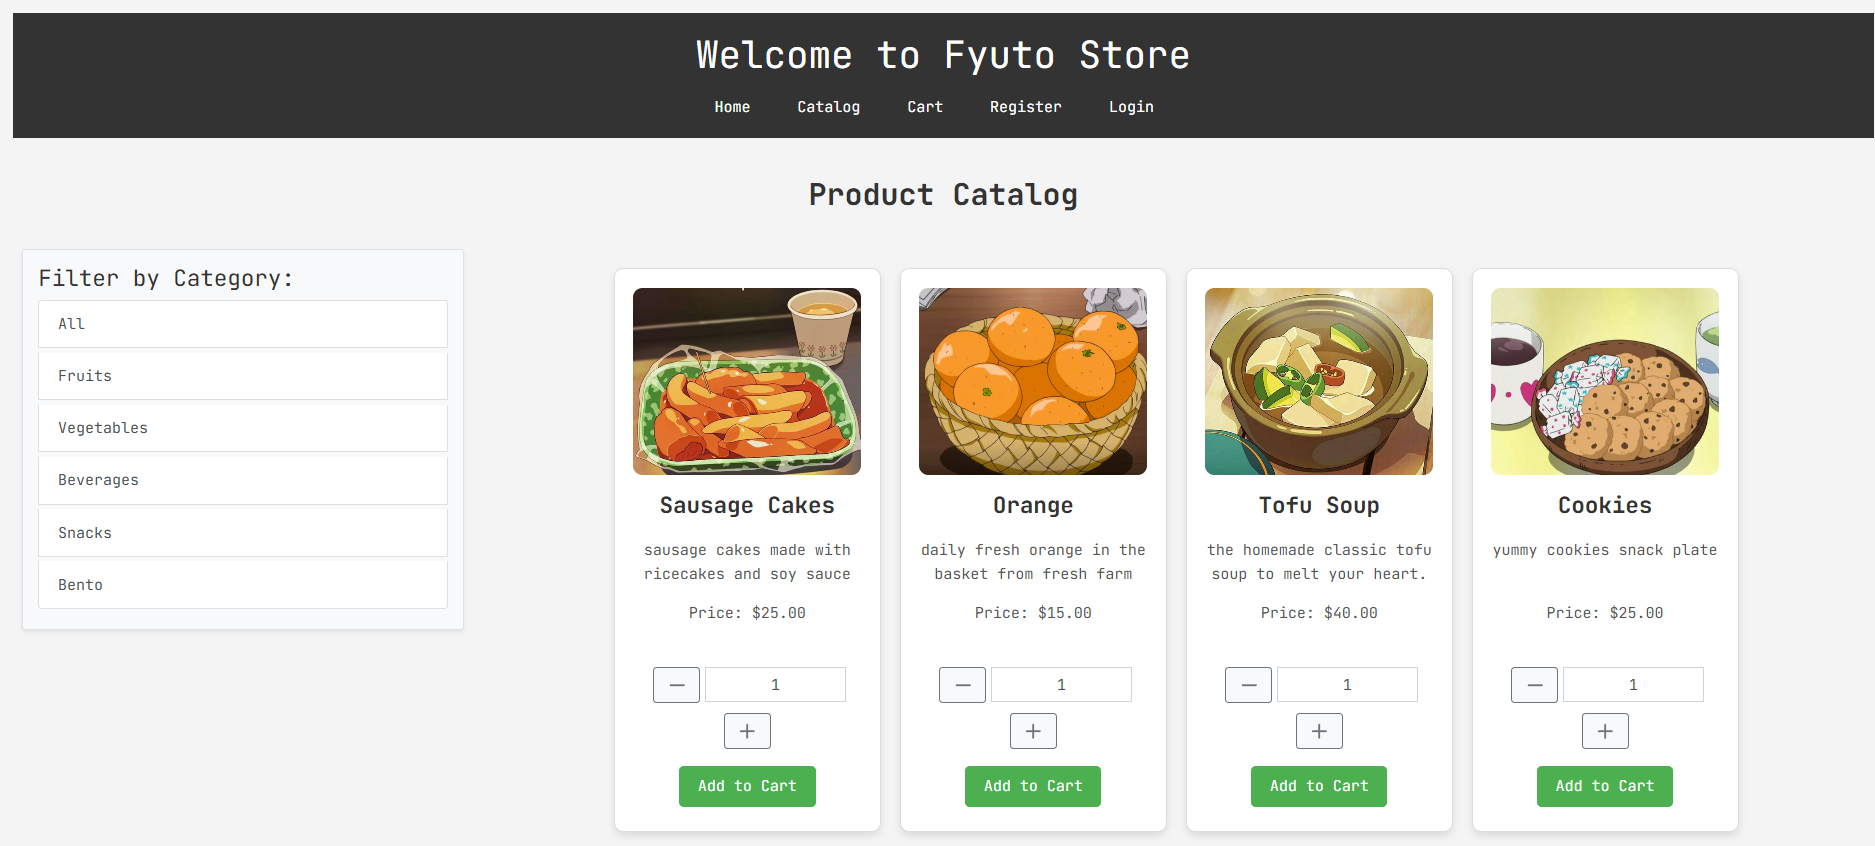 Welcome to Fyuto Store
Home Catalog Cart Register Login
Product Catalog
Filter by Category:
All
Fruits
Vegetables
Beverages
Snacks
Bento
Sausage Cakes
sausage cakes made with
ricecakes and soy sauce
Price: $25.00
− 1
+
Add to Cart
Orange
daily fresh orange in the
basket from fresh farm
Price: $15.00
− 1
+
Add to Cart
Tofu Soup
the homemade classic tofu
soup to melt your heart.
Price: $40.00
− 1
+
Add to Cart
Cookies
yummy cookies snack plate
Price: $25.00
− 1
+
Add to Cart